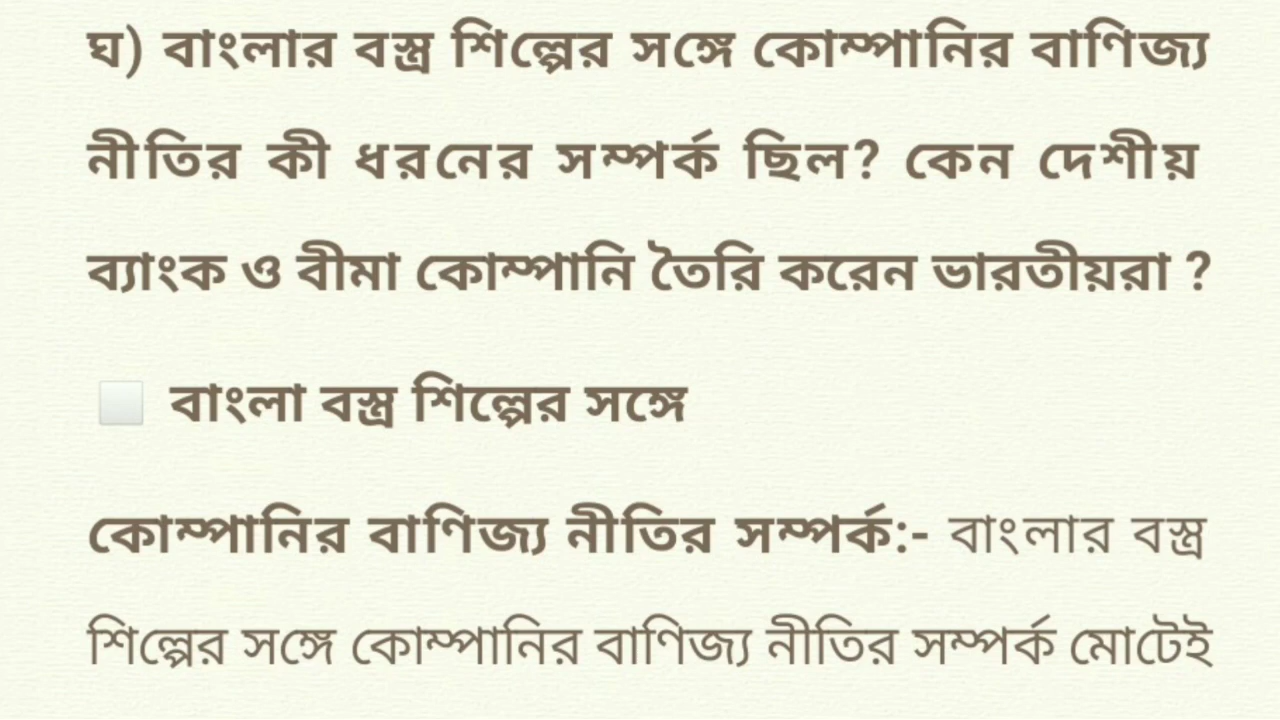 ঘ) বাংলার বস্ত্র শিল্পের সঙ্গে কোম্পানির বাণিজ্য
নীতির কী ধরনের সম্পর্ক ছিল? কেন দেশীয়
ব্যাংক ও বীমা কোম্পানি তৈরি করেন ভারতীয়রা ?
বাংলা বস্ত্র শিল্পের সঙ্গে
কোম্পানির বাণিজ্য নীতির সম্পর্ক:- বাংলার বস্ত্র
শিল্পের সঙ্গে কোম্পানির বাণিজ্য নীতির সম্পর্ক মোটেই